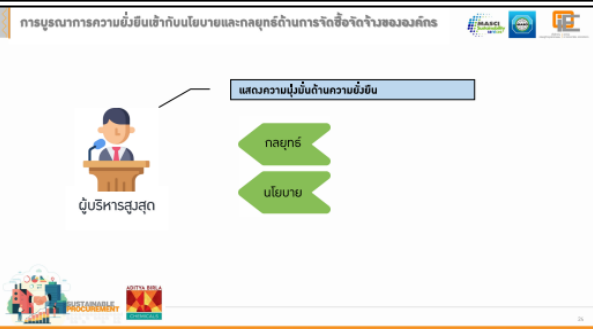 การบูรณาการความยั่งยืนเข้ากับนโยบายและกลยุทธ์ด้านการจัดซื้อจัดจ้างขององค์กร
MASCI
แสดงความมุ่งมั่นด้านความยั่งยืน
กลยุทธ์
นโยบาย
ผู้บริหารสูงสุด
SUSTAINABLE
PROCUREMENT
ADITYA BIRLA
CHEMICALS
24